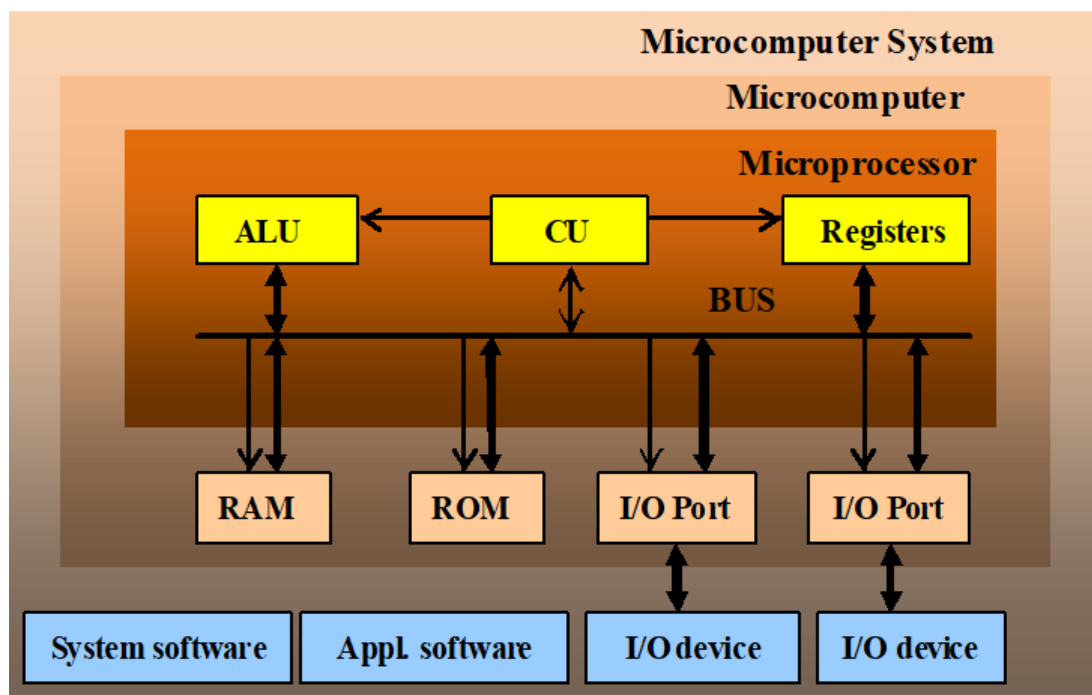 Microcomputer System
Microcomputer
Microprocessor
ALU
CU
Registers
BUS
RAM
ROM
I/O Port
I/O Port
System software
Appl. software
I/O device
I/O device